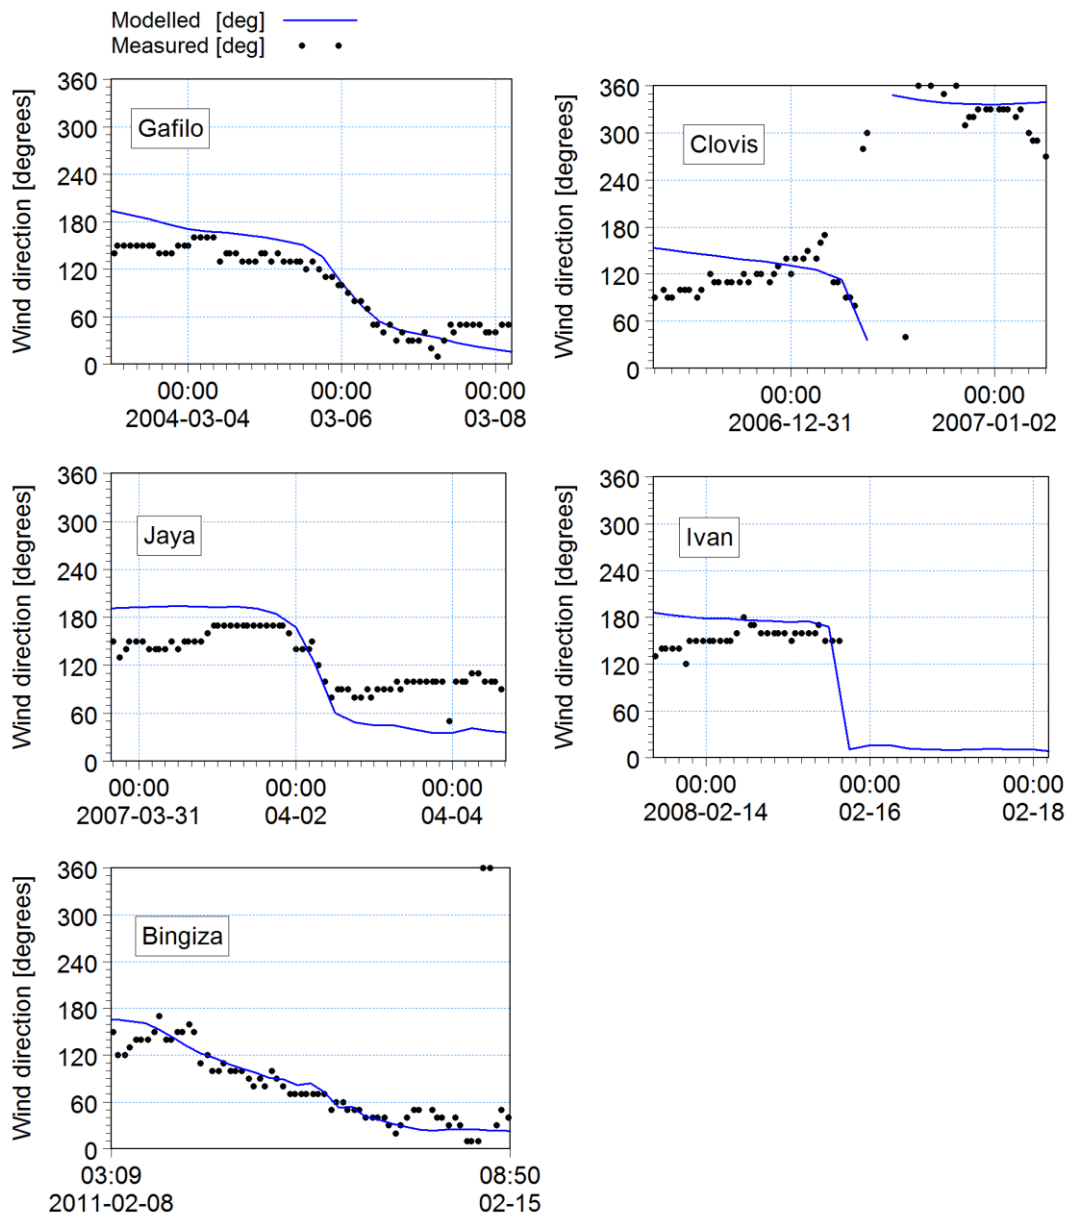 Modelled [deg]
Measured [deg]
Wind direction [degrees]
360
300
240
180
120
60
0
Gafilo
00:00 00:00 00:00
2004-03-04 03-06 03-08
Wind direction [degrees]
360
300
240
180
120
60
0
Clovis
00:00 00:00
2006-12-31 2007-01-02
Wind direction [degrees]
360
300
240
180
120
60
0
Jaya
00:00 00:00 00:00
2007-03-31 04-02 04-04
Wind direction [degrees]
360
300
240
180
120
60
0
Ivan
00:00 00:00 00:00
2008-02-14 02-16 02-18
Wind direction [degrees]
360
300
240
180
120
60
0
Bingiza
03:09 08:50
2011-02-08 02-15